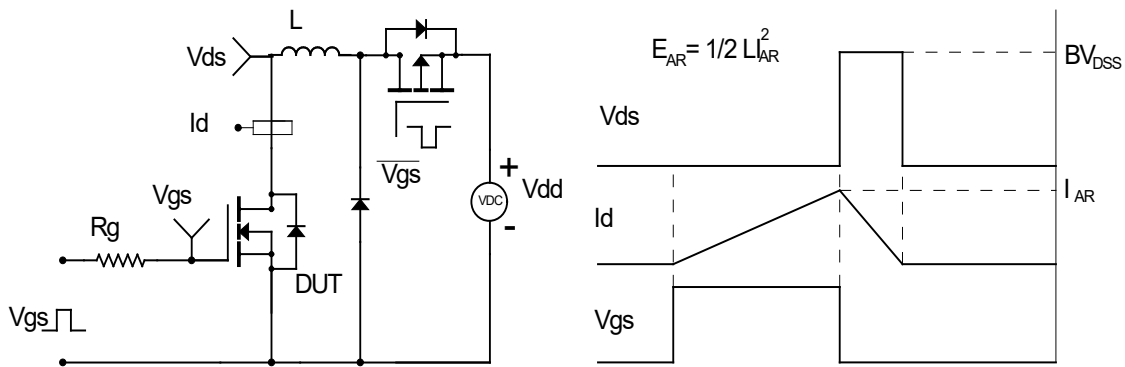 L
Vds
Id
Vgs
Vgs
+
Vdd
VDC
-
Vgs
Rg
DUT
Vgs
E_AR = 1/2 LI_AR^2
BV_DSS
Vds
I_AR
Id
Vgs